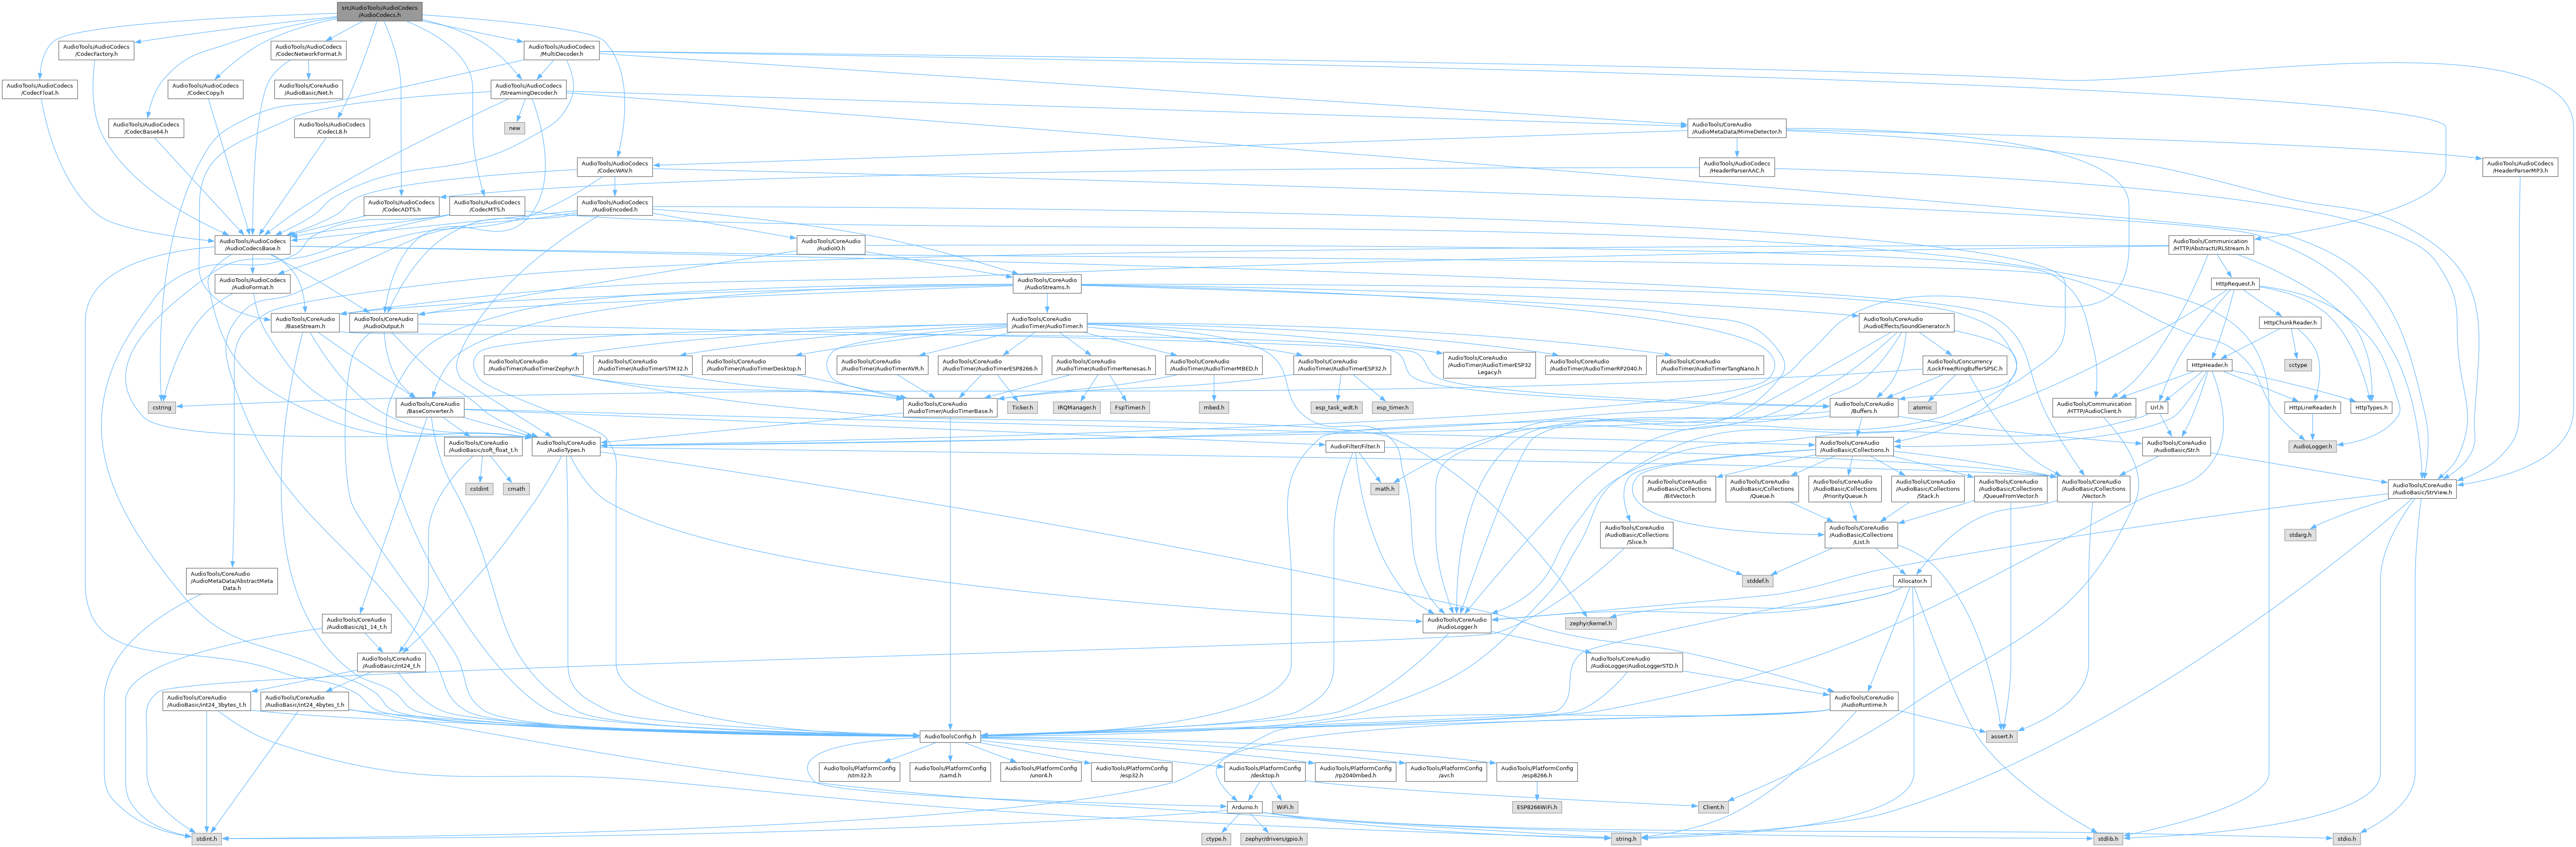 src/AudioTools/AudioCodecs
/AudioCodecs.h
AudioTools/AudioCodecs
/CodecFactory.h
AudioTools/AudioCodecs
/CodecNetworkFormat.h
AudioTools/AudioCodecs
/MultiDecoder.h
AudioTools/AudioCodecs
/CodecFloat.h
AudioTools/AudioCodecs
/CodecCopy.h
AudioTools/CoreAudio
/AudioBasic/Net.h
AudioTools/AudioCodecs
/StreamingDecoder.h
AudioTools/AudioCodecs
/CodecBase64.h
AudioTools/AudioCodecs
/CodecL8.h
new
AudioTools/CoreAudio
/AudioMetaData/MimeDetector.h
AudioTools/AudioCodecs
/CodecWAV.h
AudioTools/AudioCodecs
/HeaderParserAAC.h
AudioTools/AudioCodecs
/HeaderParserMP3.h
AudioTools/AudioCodecs
/CodecADTS.h
AudioTools/AudioCodecs
/CodecMTS.h
AudioTools/AudioCodecs
/AudioEncoded.h
AudioTools/AudioCodecs
/AudioCodecsBase.h
AudioTools/CoreAudio
/AudioIO.h
AudioTools/Communication
/HTTP/AbstractURLStream.h
AudioTools/AudioCodecs
/AudioFormat.h
AudioTools/CoreAudio
/AudioStreams.h
HttpRequest.h
AudioTools/CoreAudio
/BaseStream.h
AudioTools/CoreAudio
/AudioOutput.h
AudioTools/CoreAudio
/AudioTimer/AudioTimer.h
AudioTools/CoreAudio
/AudioEffects/SoundGenerator.h
HttpChunkReader.h
AudioTools/CoreAudio
/AudioTimer/AudioTimerZephyr.h
AudioTools/CoreAudio
/AudioTimer/AudioTimerSTM32.h
AudioTools/CoreAudio
/AudioTimer/AudioTimerDesktop.h
AudioTools/CoreAudio
/AudioTimer/AudioTimerAVR.h
AudioTools/CoreAudio
/AudioTimer/AudioTimerESP8266.h
AudioTools/CoreAudio
/AudioTimer/AudioTimerRenesas.h
AudioTools/CoreAudio
/AudioTimer/AudioTimerMBED.h
AudioTools/CoreAudio
/AudioTimer/AudioTimerESP32.h
AudioTools/CoreAudio
/AudioTimer/AudioTimerESP32
Legacy.h
AudioTools/CoreAudio
/AudioTimer/AudioTimerRP2040.h
AudioTools/CoreAudio
/AudioTimer/AudioTimerTangNano.h
AudioTools/Concurrency
/LockFree/RingBufferSPSC.h
HttpHeader.h
cctype
cstring
AudioTools/CoreAudio
/BaseConverter.h
AudioTools/CoreAudio
/AudioTimer/AudioTimerBase.h
Ticker.h
IRQManager.h
FspTimer.h
mbed.h
esp_task_wdt.h
esp_timer.h
AudioTools/CoreAudio
/Buffers.h
atomic
AudioTools/Communication
/HTTP/AudioClient.h
Url.h
HttpLineReader.h
HttpTypes.h
AudioTools/CoreAudio
/AudioBasic/soft_float_t.h
AudioTools/CoreAudio
/AudioTypes.h
AudioFilter/Filter.h
AudioTools/CoreAudio
/AudioBasic/Collections.h
AudioTools/CoreAudio
/AudioBasic/Str.h
AudioLogger.h
cstdint
cmath
math.h
AudioTools/CoreAudio
/AudioBasic/Collections
/BitVector.h
AudioTools/CoreAudio
/AudioBasic/Collections
/Queue.h
AudioTools/CoreAudio
/AudioBasic/Collections
/PriorityQueue.h
AudioTools/CoreAudio
/AudioBasic/Collections
/Stack.h
AudioTools/CoreAudio
/AudioBasic/Collections
/QueueFromVector.h
AudioTools/CoreAudio
/AudioBasic/Collections
/Vector.h
AudioTools/CoreAudio
/AudioBasic/StrView.h
AudioTools/CoreAudio
/AudioBasic/Collections
/Slice.h
AudioTools/CoreAudio
/AudioBasic/Collections
/List.h
stdarg.h
AudioTools/CoreAudio
/AudioMetaData/AbstractMeta
Data.h
stddef.h
Allocator.h
AudioTools/CoreAudio
/AudioBasic/q1_14_t.h
AudioTools/CoreAudio
/AudioLogger.h
zephyr/kernel.h
AudioTools/CoreAudio
/AudioBasic/int24_t.h
AudioTools/CoreAudio
/AudioLogger/AudioLoggerSTD.h
AudioTools/CoreAudio
/AudioBasic/int24_3bytes_t.h
AudioTools/CoreAudio
/AudioBasic/int24_4bytes_t.h
AudioTools/CoreAudio
/AudioRuntime.h
AudioToolsConfig.h
assert.h
AudioTools/PlatformConfig
/stm32.h
AudioTools/PlatformConfig
/samd.h
AudioTools/PlatformConfig
/unor4.h
AudioTools/PlatformConfig
/esp32.h
AudioTools/PlatformConfig
/desktop.h
AudioTools/PlatformConfig
/rp2040mbed.h
AudioTools/PlatformConfig
/avr.h
AudioTools/PlatformConfig
/esp8266.h
Arduino.h
WiFi.h
ESP8266WiFi.h
Client.h
stdint.h
ctype.h
zephyr/drivers/gpio.h
string.h
stdlib.h
stdio.h